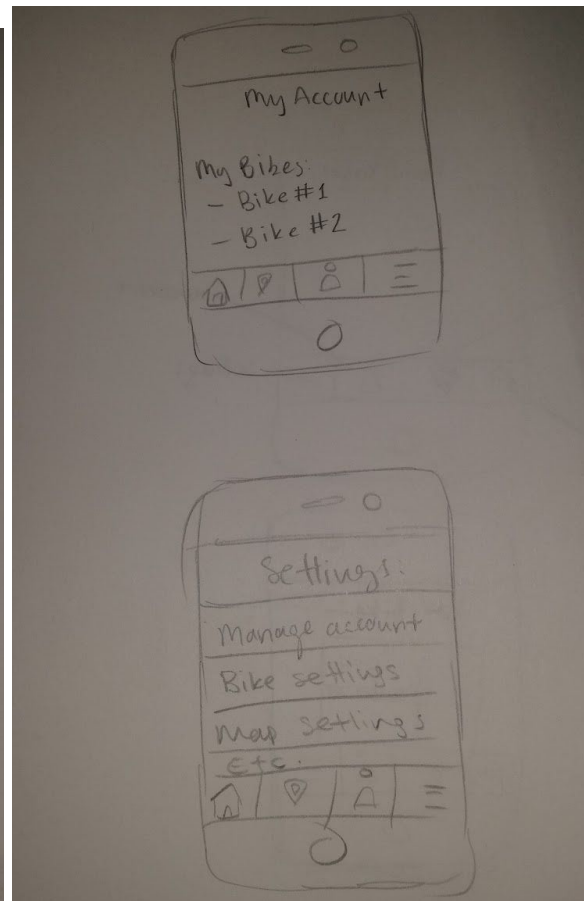 My Account
My Bikes:
- Bike #1
- Bike #2
Settings:
Manage account
Bike settings
Map settings
Etc.